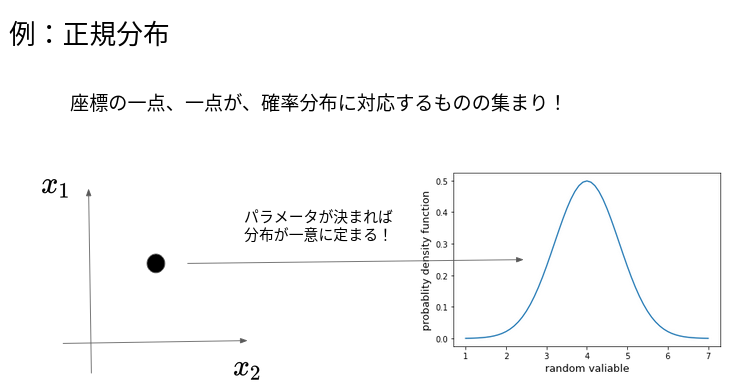 例：正規分布
座標の一点、一点が、確率分布に対応するものの集まり！
x1
パラメータが決まれば
分布が一意に定まる！
x2
probablity density function
0.5
0.4
0.3
0.2
0.1
0.0
1 2 3 4 5 6 7
random valiable